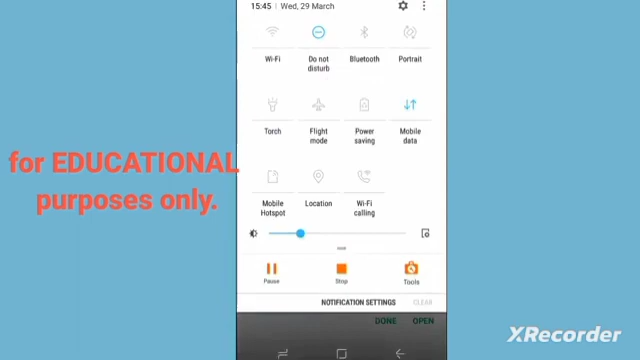 15:45 | Wed, 29 March
Wi-Fi
Do not
disturb
Bluetooth
Portrait
Torch
Flight
mode
Power
saving
Mobile
data
for EDUCATIONAL
purposes only.
Mobile
Hotspot
Location
Wi-Fi
calling
Pause
Stop
Tools
NOTIFICATION SETTINGS CLEAR
DONE OPEN
XRecorder